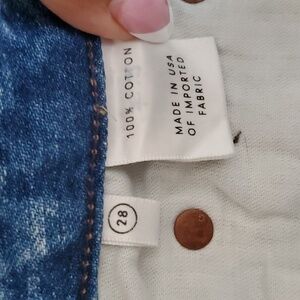 100% COTTON
MADE IN USA
OF IMPORTED
FABRIC
28